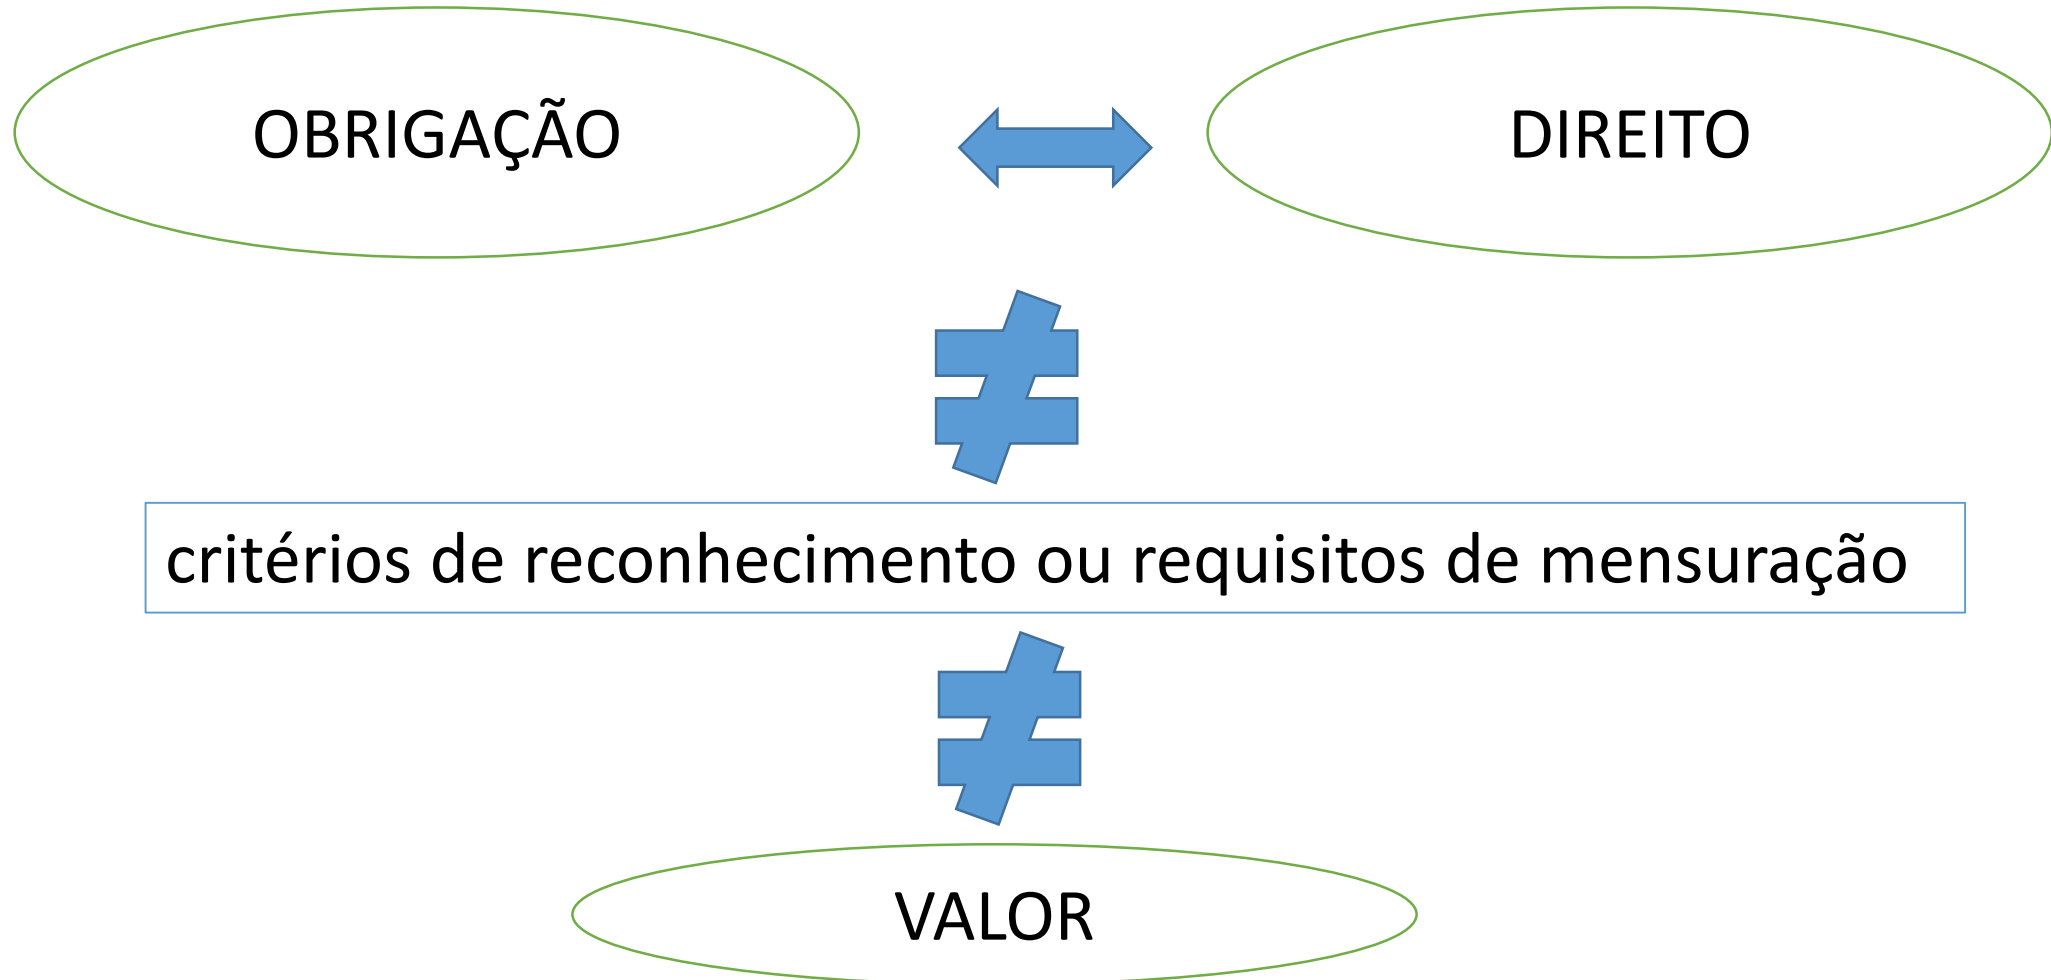 OBRIGAÇÃO
DIREITO
critérios de reconhecimento ou requisitos de mensuração
VALOR